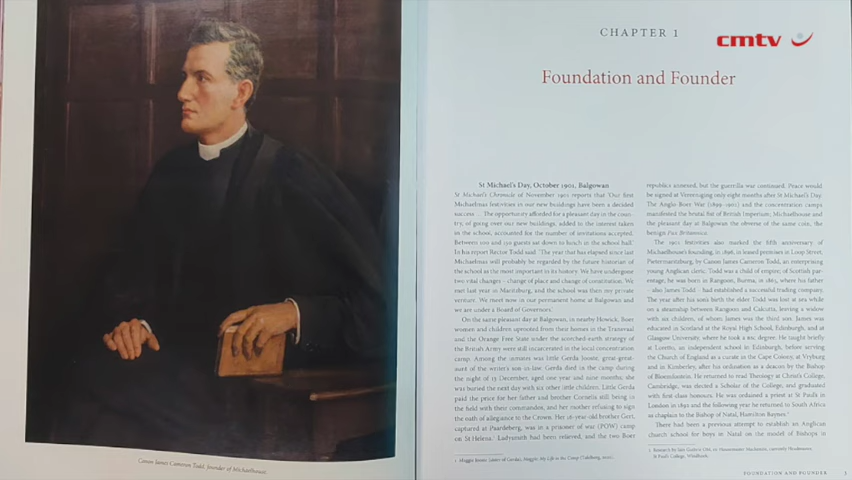 Canon James Cameron Todd, founder of Michaelhouse
CHAPTER 1
cmtv
Foundation and Founder
St Michael's Day, October 1901, Balgowan
St Michael's Chronicle of November 1901 reports that 'Our first
Michaelmas festivities in our new buildings have been a decided
success ... The opportunity afforded for a pleasant day in the coun-
try, of going over our new buildings, added to the interest taken
in the school, accounted for the number of invitations accepted.
Between 100 and 150 guests sat down to lunch in the school hall.'
In his report Rector Todd said: 'The year that has elapsed since last
Michaelmas will probably be regarded by the future historian of
the school as the most important in its history. We have undergone
two vital changes – change of place and change of constitution. We
met last year in Maritzburg, and the school was then my private
venture. We meet now in our permanent home at Balgowan and
we are under a Board of Governors.'
On the same pleasant day at Balgowan, in nearby Howick, Boer
women and children uprooted from their homes in the Transvaal
and the Orange Free State under the scorched-earth strategy of
the British Army were still incarcerated in the local concentration
camp. Among the inmates was little Gerda Jooste, great-great-
aunt of the writer's son-in-law. Gerda died in the camp during
the night of 13 December, aged one year and nine months; she
was buried the next day with six other little children. Little Gerda
paid the price for her father and brother Cornelis still being in
the field with their commandos, and her mother refusing to sign
the oath of allegiance to the Crown. Her 16-year-old brother Gert,
captured at Paardeberg, was in a prisoner of war (POW) camp
on St Helena.¹ Ladysmith had been relieved, and the two Boer
republics annexed, but the guerrilla war continued. Peace would
be signed at Vereeniging only eight months after St Michael's Day.
The Anglo-Boer War (1899–1902) and the concentration camps
manifested the brutal fist of British Imperium; Michaelhouse and
the pleasant day at Balgowan the obverse of the same coin, 'the
benign Pax Britannica.
The 1901 festivities also marked the fifth anniversary of
Michaelhouse's founding, in 1896, in leased premises in Loop Street,
Pietermaritzburg, by Canon James Cameron Todd, an enterprising
young Anglican cleric. Todd was a child of empire; of Scottish par-
entage, he was born in Rangoon, Burma, in 1863, where his father
– also James Todd – had established a successful trading company.
The year after his son's birth the elder Todd was lost at sea while
on a steamship between Rangoon and Calcutta, leaving a widow
with six children, of whom James was the third son. James was
educated in Scotland at the Royal High School, Edinburgh, and at
Glasgow University, where he took a BSc degree. He taught briefly
at Loretto, an independent school in Edinburgh, before serving
the Church of England as a curate in the Cape Colony, at Vryburg
and in Kimberley, after his ordination as a deacon by the Bishop
of Bloemfontein. He returned to read Theology at Christ's College,
Cambridge, was elected a Scholar of the College, and graduated
with first class honours. He was ordained a priest at St Paul's in
London in 1892 and the following year he returned to South Africa
as chaplain to the Bishop of Natal, Hamilton Baynes.²
There had been a previous attempt to establish an Anglican
church school for boys in Natal on the model of Bishops in
FOUNDATION AND FOUNDER 3